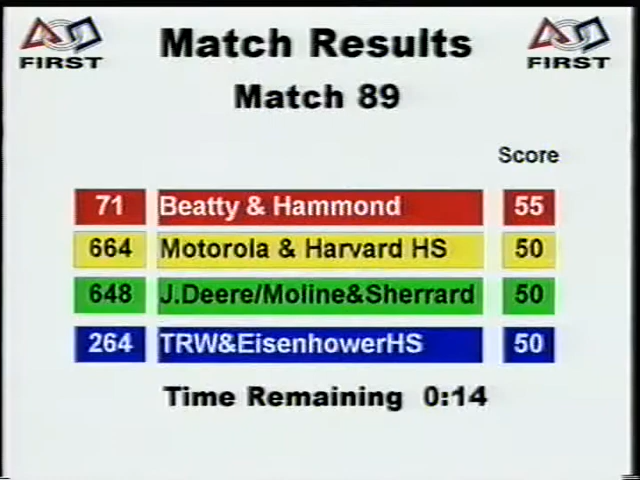 FIRST
Match Results
FIRST
Match 89
Score
71 Beatty & Hammond 55
664 Motorola & Harvard HS 50
648 J.Deere/Moline&Sherrard 50
264 TRW&EisenhowerHS 50
Time Remaining 0:14